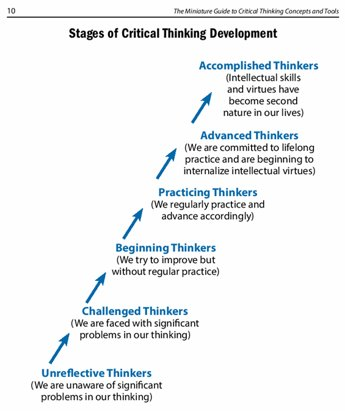 10
The Miniature Guide to Critical Thinking Concepts and Tools
Stages of Critical Thinking Development
Accomplished Thinkers
(Intellectual skills
and virtues have
become second
nature in our lives)
Advanced Thinkers
(We are committed to lifelong
practice and are beginning to
internalize intellectual virtues)
Practicing Thinkers
(We regularly practice and
advance accordingly)
Beginning Thinkers
(We try to improve but
without regular practice)
Challenged Thinkers
(We are faced with significant
problems in our thinking)
Unreflective Thinkers
(We are unaware of significant
problems in our thinking)